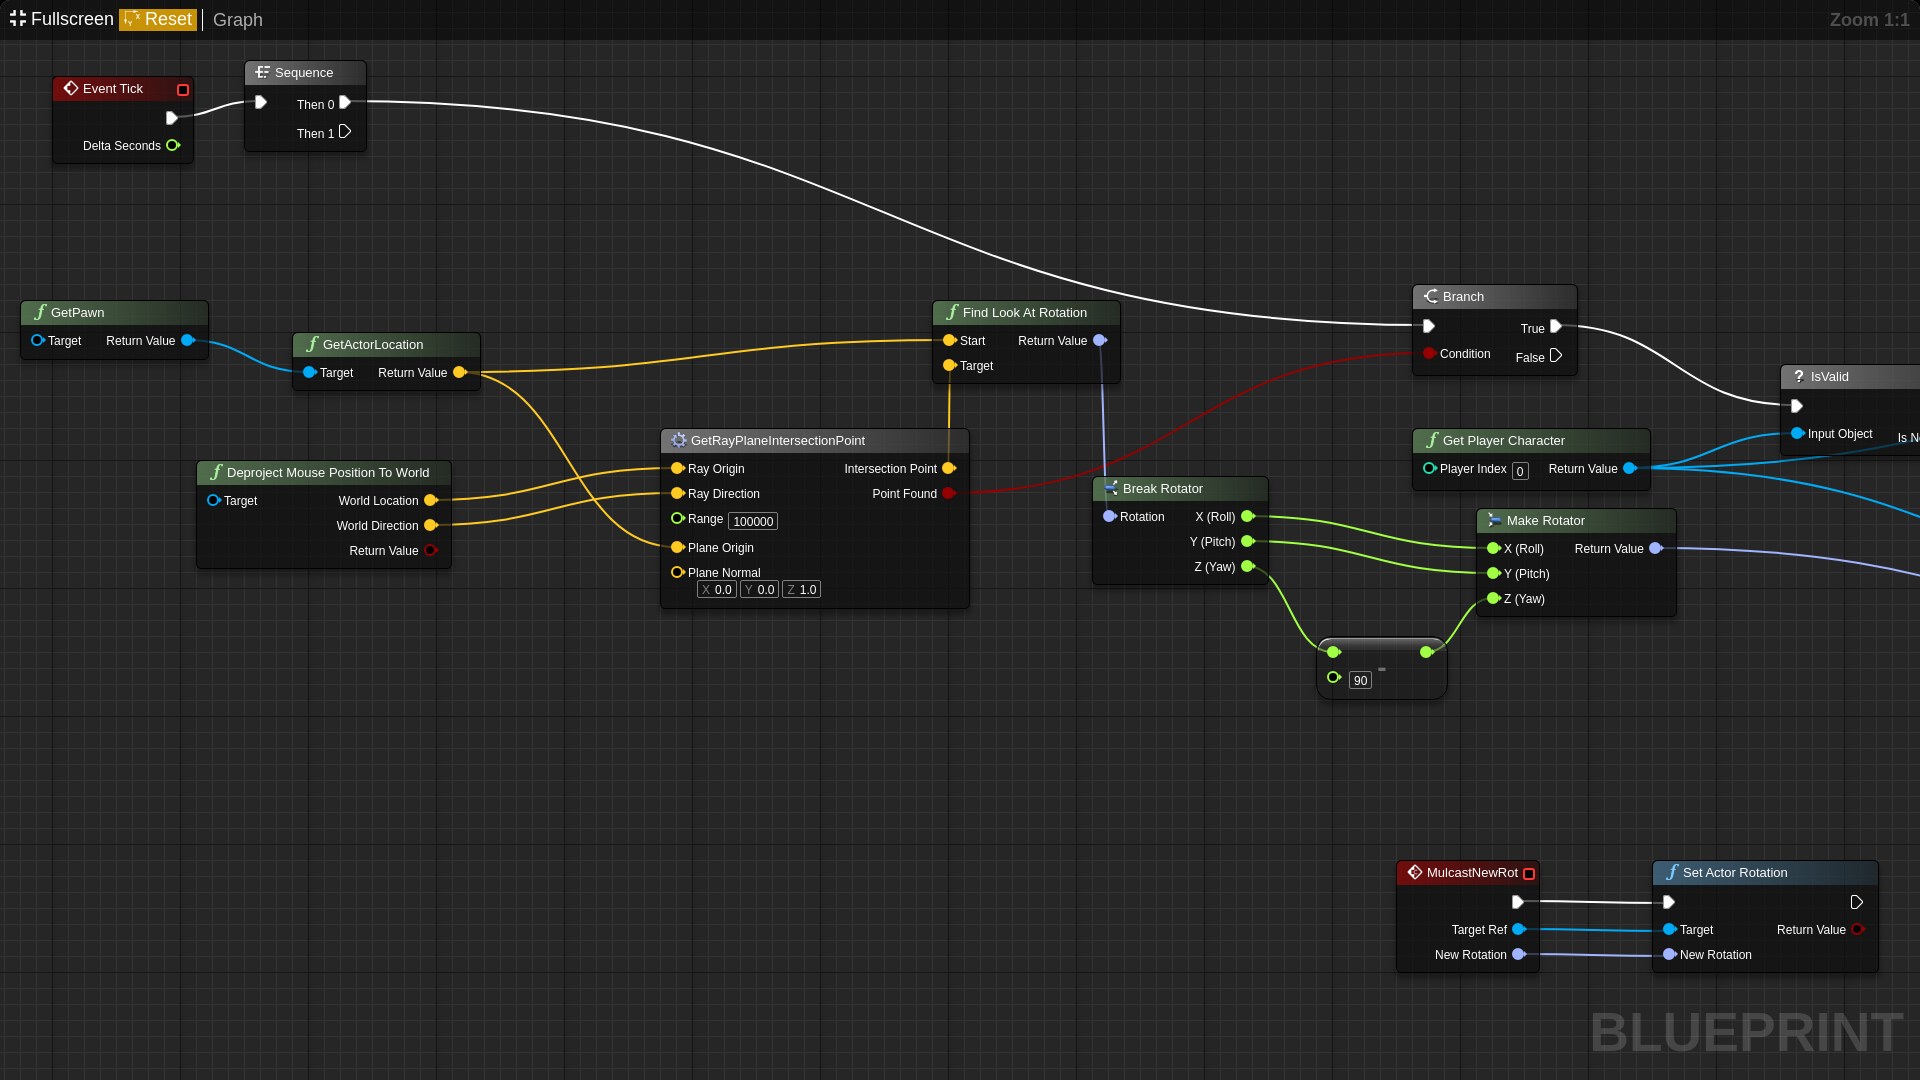 Fullscreen Reset Graph Zoom 1:1
Event Tick
Delta Seconds
Sequence
Then 0
Then 1
GetPawn
Target Return Value
GetActorLocation
Target Return Value
Find Look At Rotation
Start Return Value
Target
Branch
True
Condition False
IsValid
Input Object
Get Player Character
Player Index 0 Return Value
Deproject Mouse Position To World
Target World Location
World Direction
Return Value
GetRayPlaneIntersectionPoint
Ray Origin Intersection Point
Ray Direction Point Found
Range 100000
Plane Origin
Plane Normal
X 0.0 Y 0.0 Z 1.0
Break Rotator
Rotation X (Roll)
Y (Pitch)
Z (Yaw)
Make Rotator
X (Roll) Return Value
Y (Pitch)
Z (Yaw)
-
90
MulcastNewRot
Target Ref
New Rotation
Set Actor Rotation
Target Return Value
New Rotation
BLUEPRINT